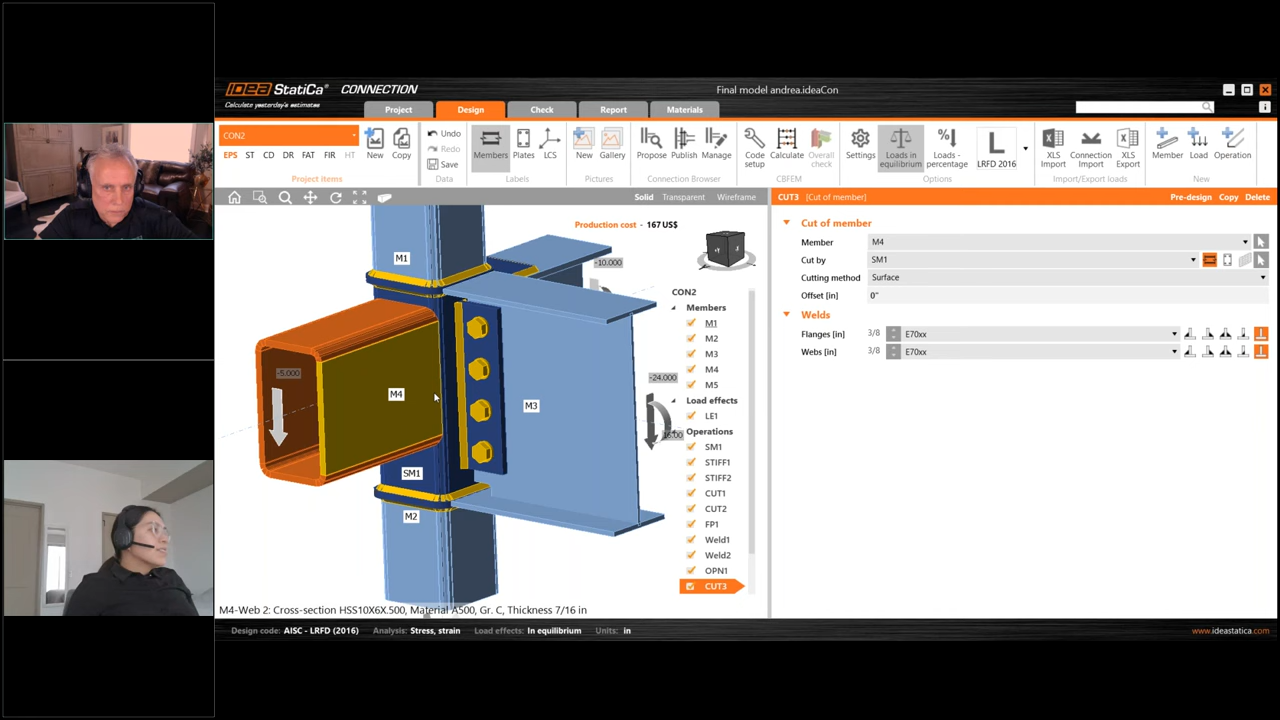 IDEA StatiCa® CONNECTION
Calculate yesterday's estimates
Final model andrea.ideaCon
Project
Design
Check
Report
Materials
CON2
EPS ST CD DR FAT FIR HT
New
Copy
Undo
Redo
Save
Members
Plates
LCS
New
Gallery
Propose
Publish
Manage
Code setup
Calculate
Overall check
Settings
Loads in equilibrium
Loads - percentage
LRFD 2016
XLS Import
Connection Import
XLS Export
Member
Load
Operation
Project Items
Data
Labels
Pictures
Connection Browser
CBFEM
Options
Import/Export loads
New
Solid
Transparent
Wireframe
CUT3 [Cut of member]
Pre-design
Copy
Delete
Production cost - 167 US$
Cut of member
Member M4
Cut by SM1
Cutting method Surface
Offset [in] 0"
Welds
Flanges [in] 3/8 E70xx
Webs [in] 3/8 E70xx
M1
-10.000
-5.000
M4
M3
-24.000
SM1
M2
CON2
Members
M1
M2
M3
M4
M5
Load effects
LE1
Operations
SM1
STIFF1
STIFF2
CUT1
CUT2
FP1
Weld1
Weld2
OPN1
CUT3
M4-Web 2: Cross-section HSS10X6X.500, Material A500, Gr. C, Thickness 7/16 in
Design code: AISC - LRFD (2016) Analysis: Stress, strain Load effects: In equilibrium Units: in
www.ideastatica.com